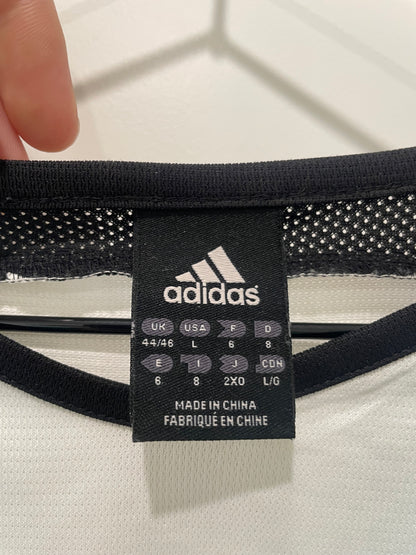 adidas
UK USA F D
44/46 L 6 8
E I J CDN
6 8 2XO L/G
MADE IN CHINA
FABRIQUÉ EN CHINE